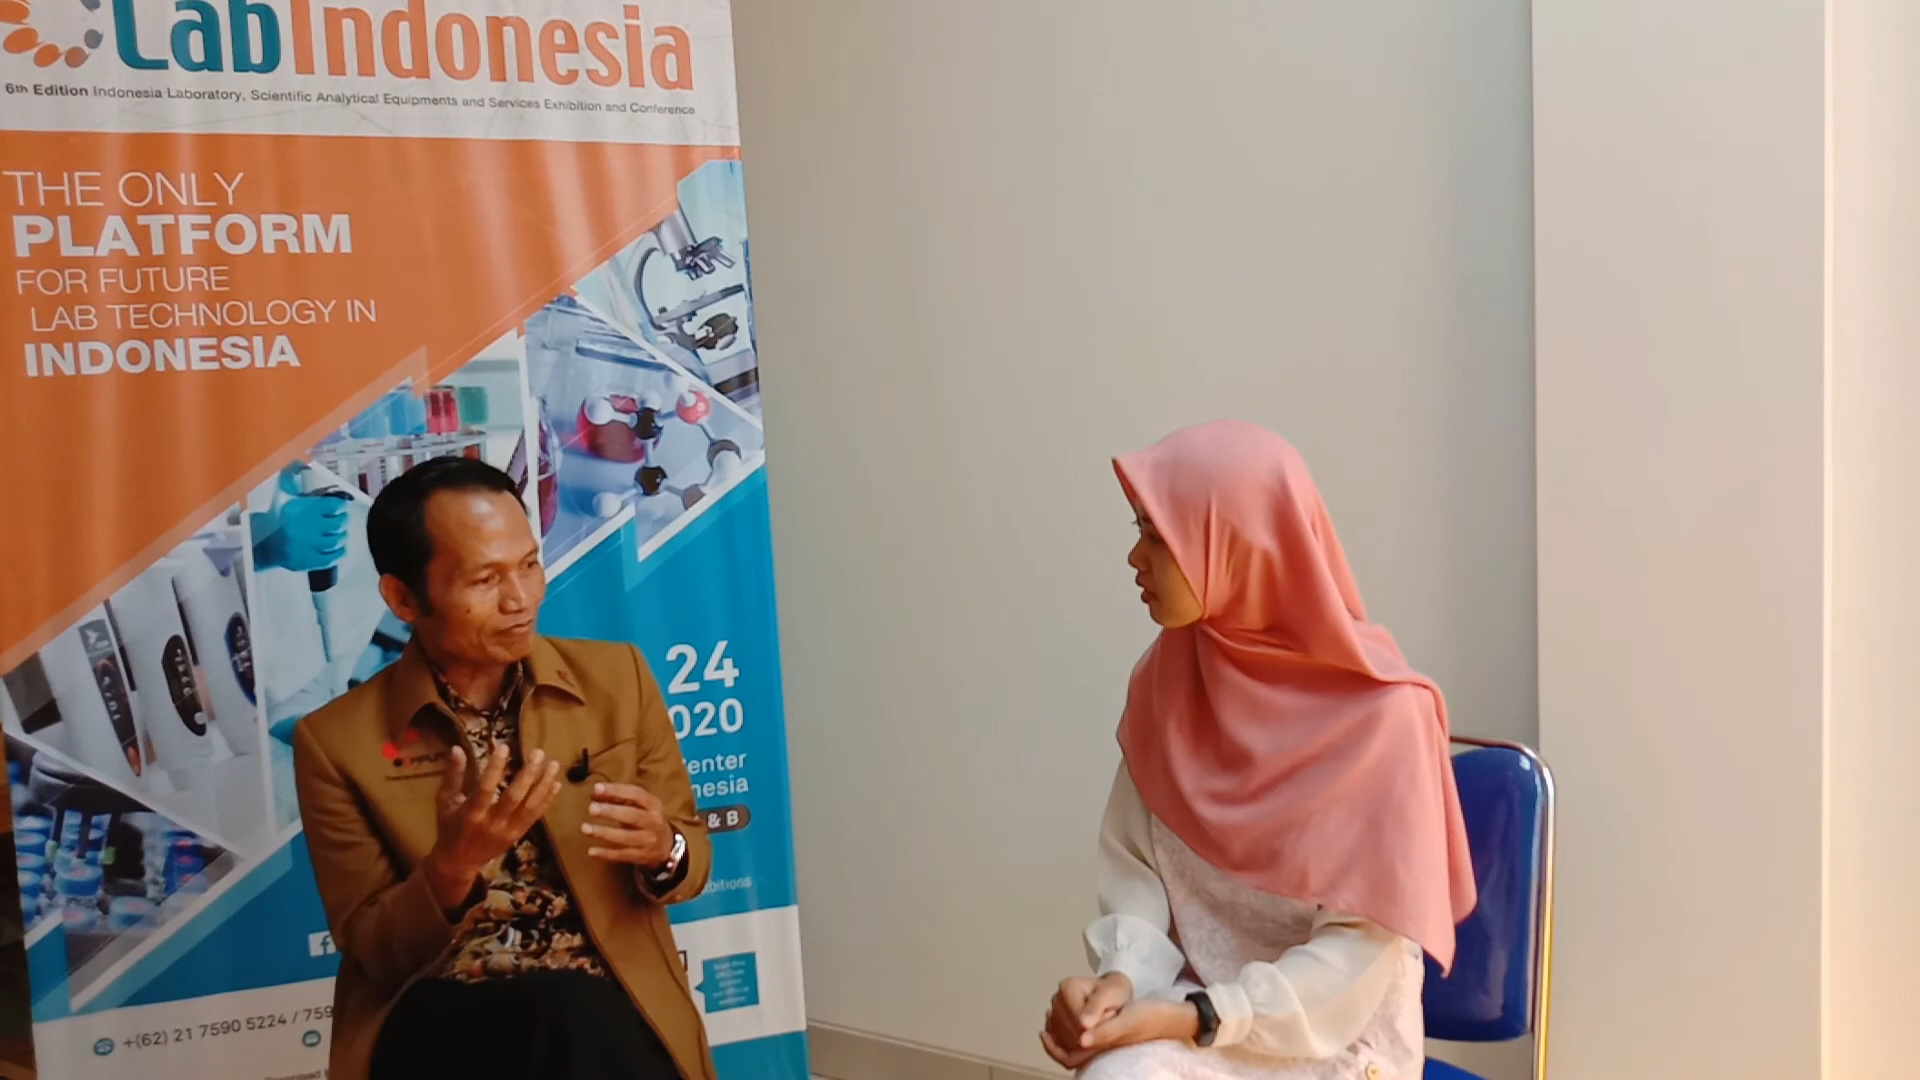 LabIndonesia
6th Edition Indonesia Laboratory, Scientific Analytical Equipments and Services Exhibition and Conference
THE ONLY
PLATFORM
FOR FUTURE
LAB TECHNOLOGY IN
INDONESIA
24
020
enter
nesia
& B
bitions
+(62) 21 7590 5224 / 759